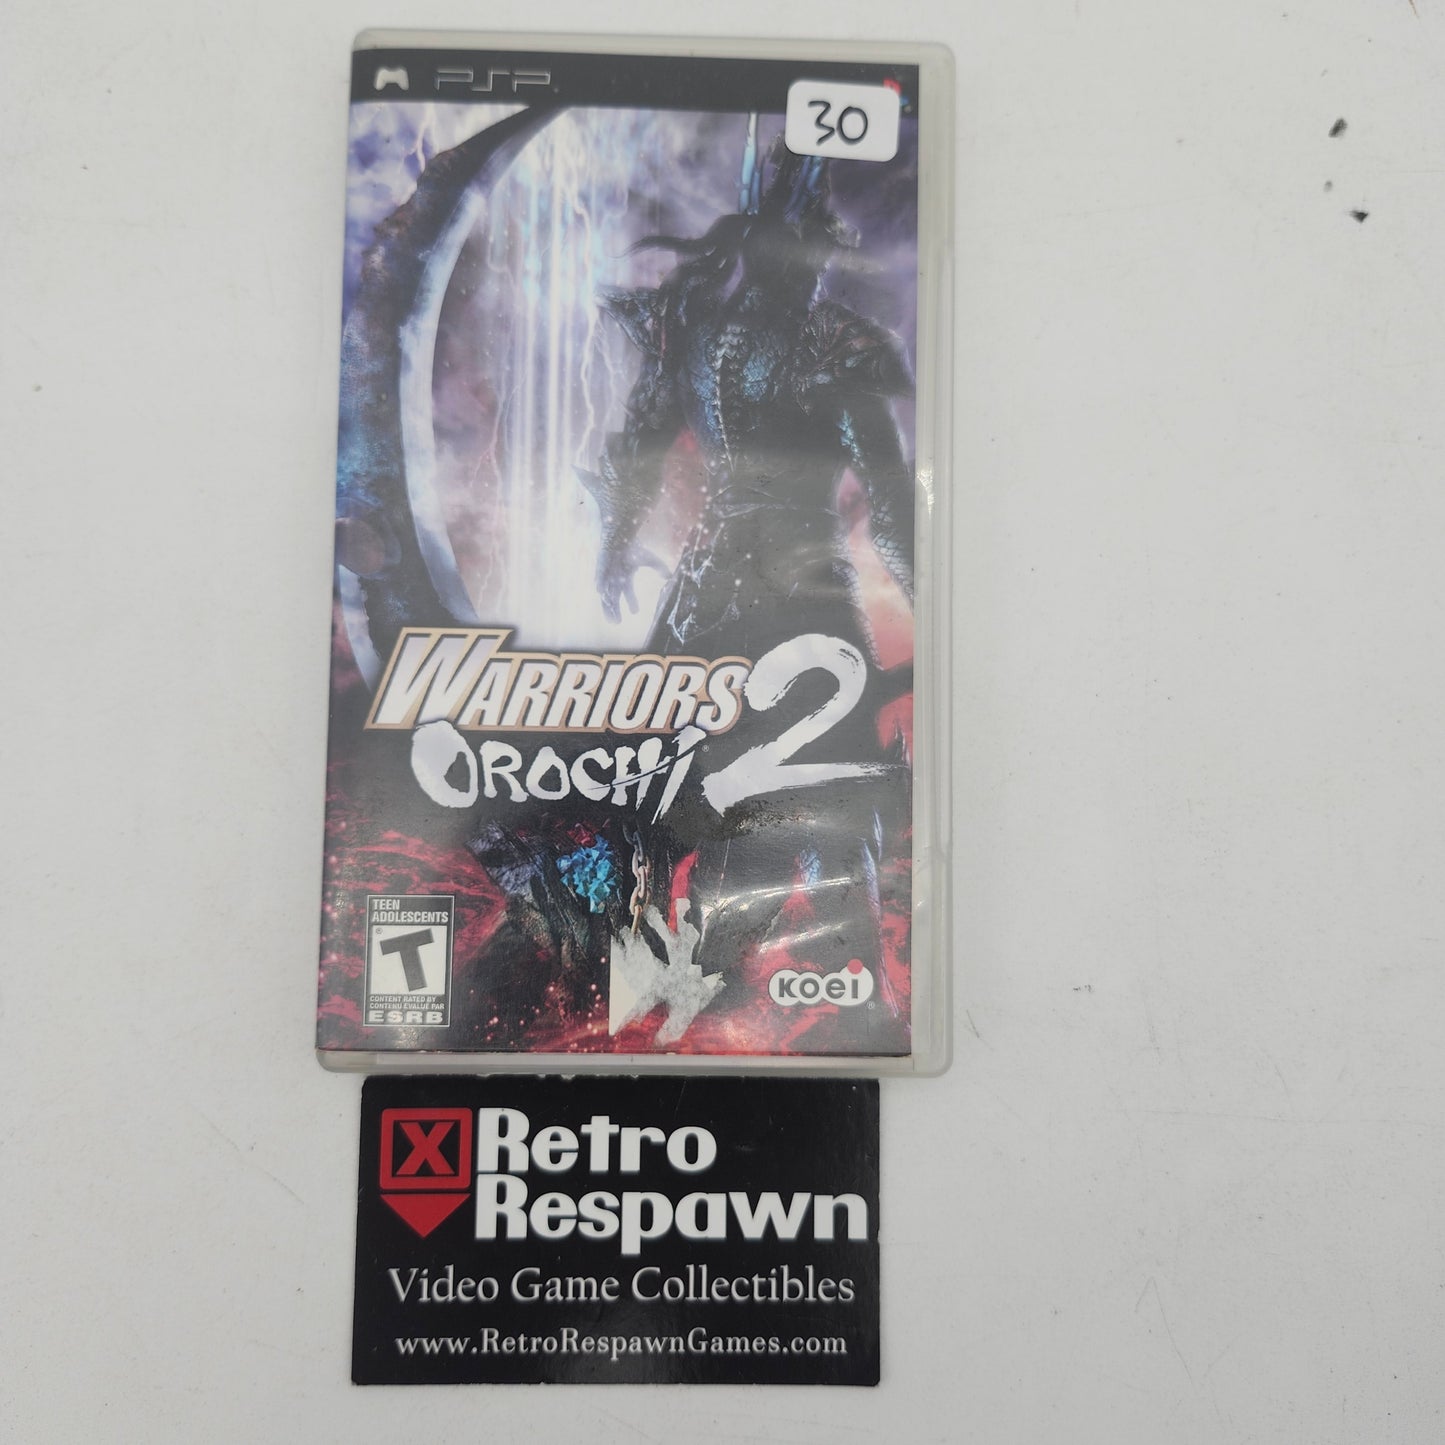 PSP
30
WARRIORS
OROCHI 2
®
TEEN
ADOLESCENTS
®
T
CONTENT RATED BY
CONTENU ÉVALUÉ PAR
ESRB
KOEI
®
X
Retro
Respawn
Video Game Collectibles
www.RetroRespawnGames.com